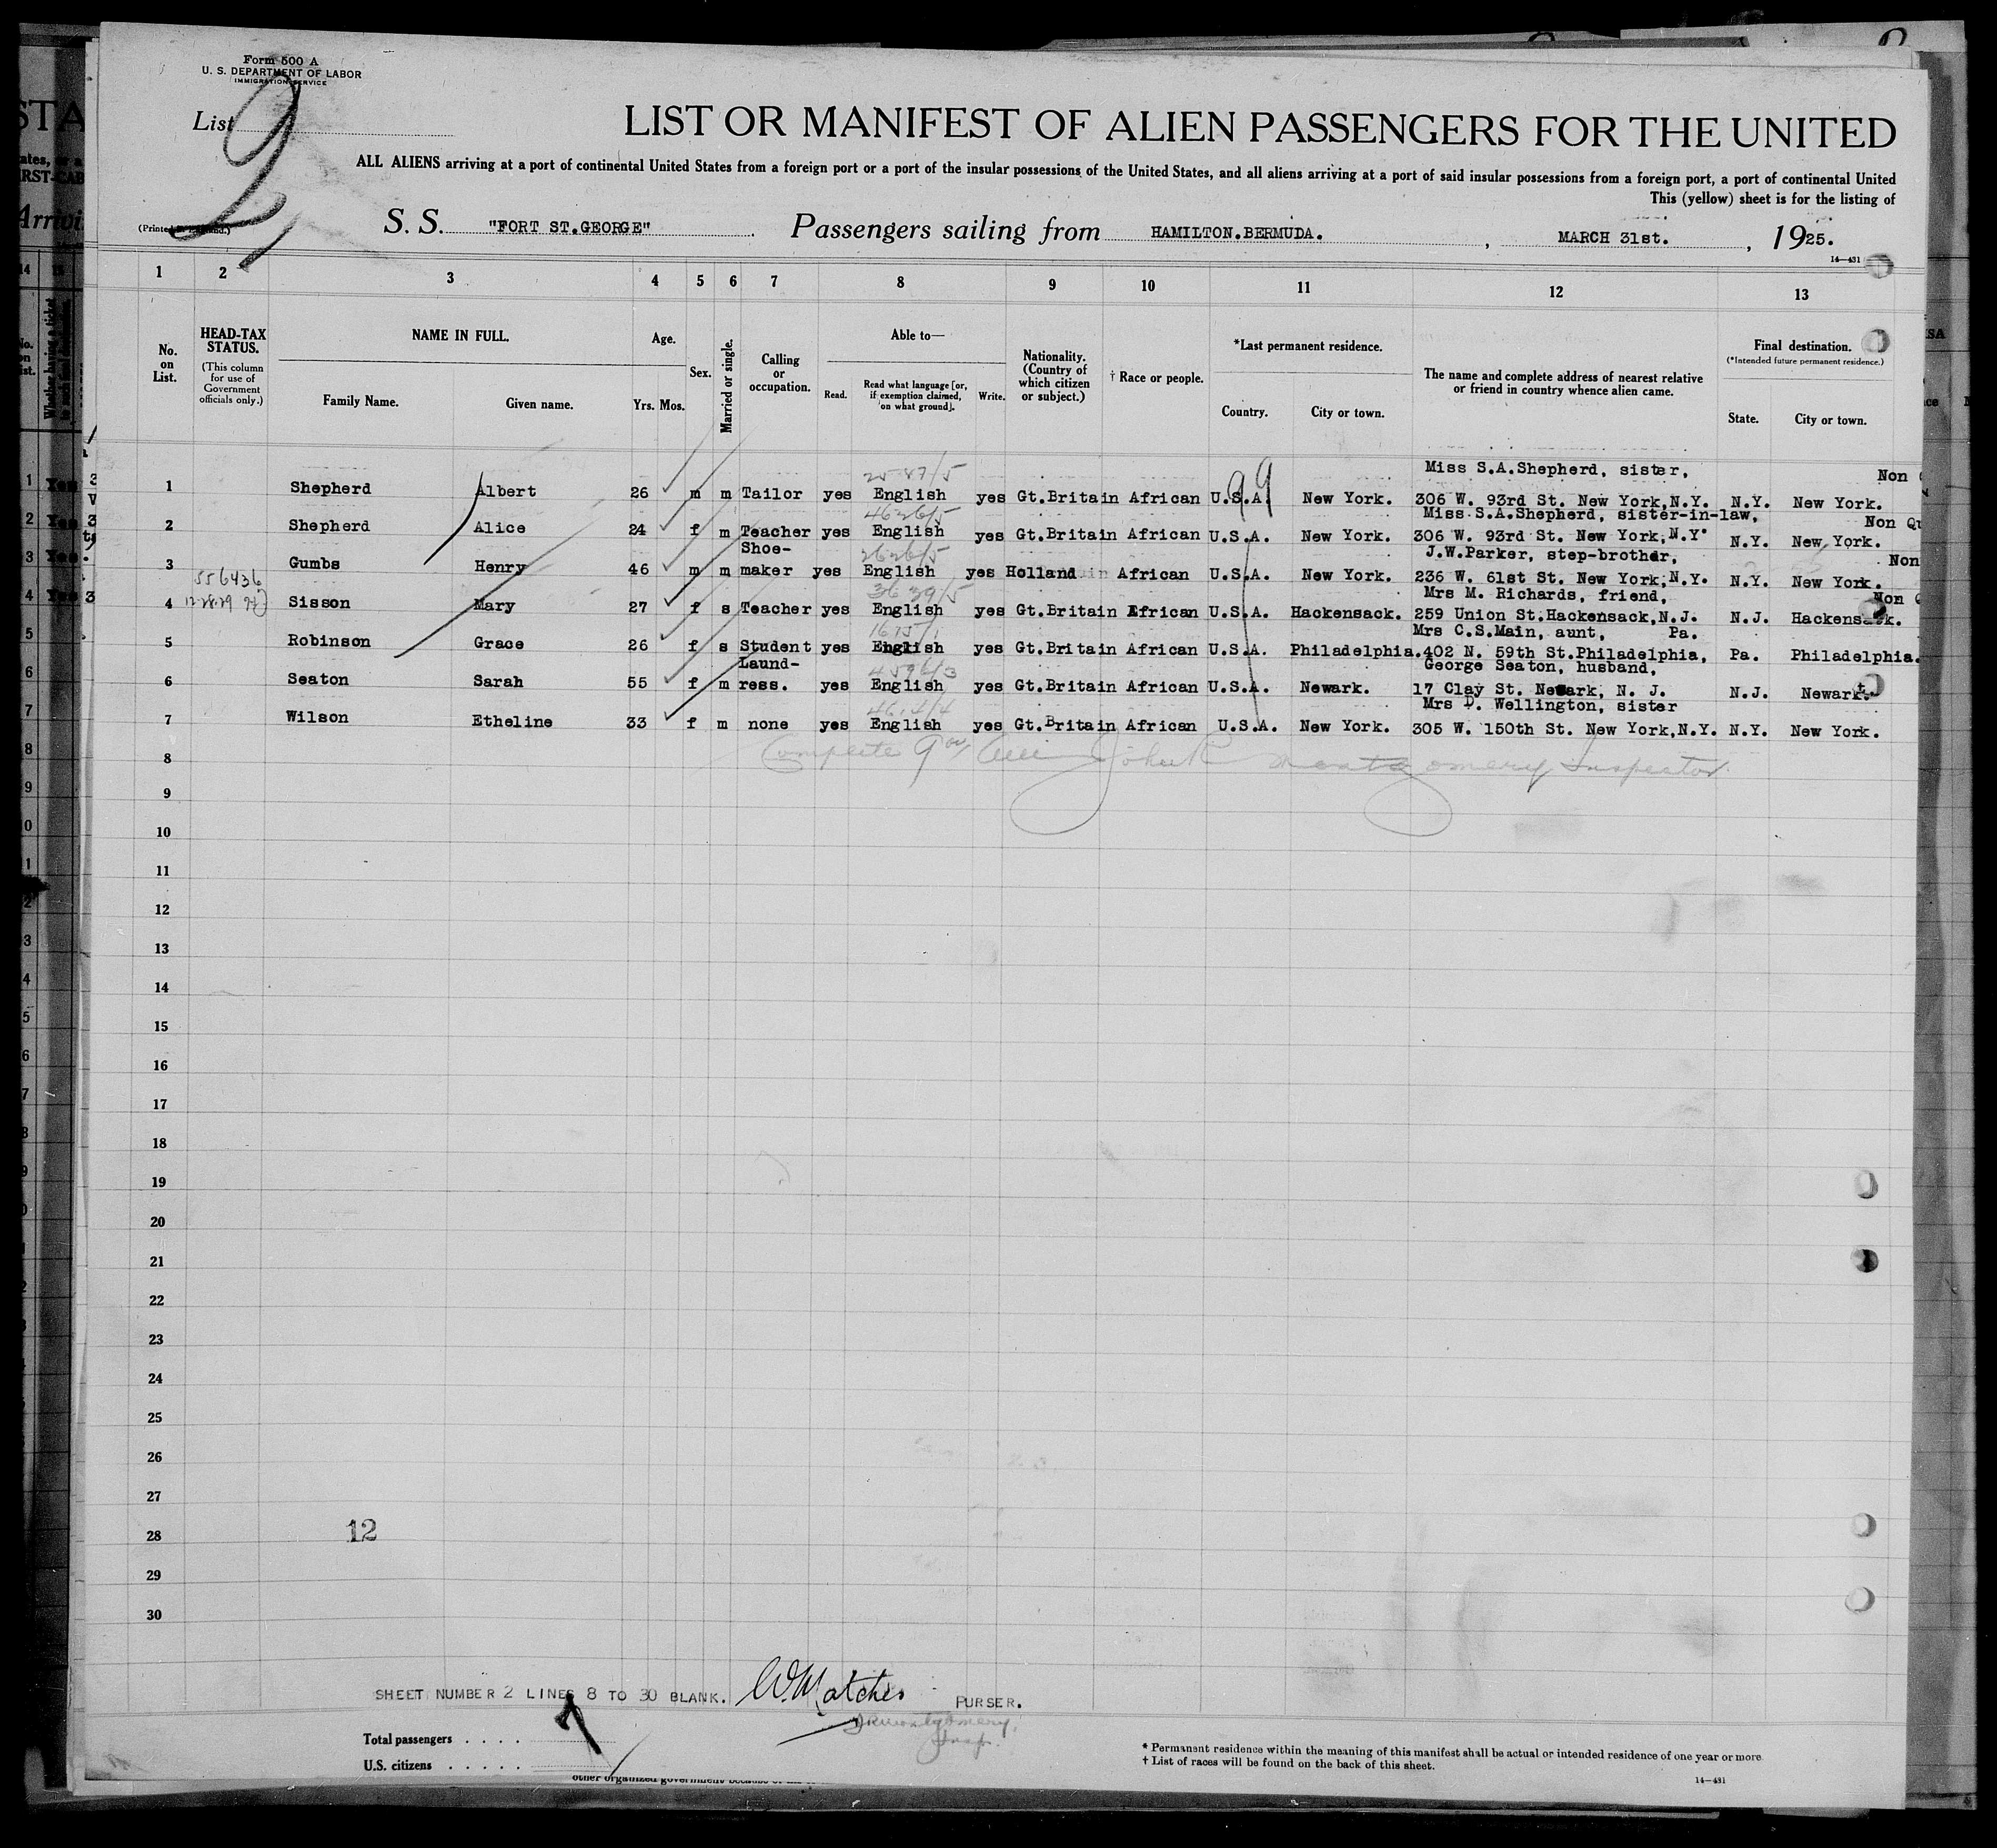 Form 500 A
U. S. DEPARTMENT OF LABOR
IMMIGRATION SERVICE
List 2
LIST OR MANIFEST OF ALIEN PASSENGERS FOR THE UNITED
ALL ALIENS arriving at a port of continental United States from a foreign port or a port of the insular possessions of the United States, and all aliens arriving at a port of said insular possessions from a foreign port, a port of continental United
This (yellow) sheet is for the listing of
S. S. "FORT ST.GEORGE" Passengers sailing from HAMILTON.BERMUDA. , MARCH 31st. , 1925.
14—431
1 2 3 4 5 6 7 8 9 10 11 12 13
No. on List.
HEAD-TAX STATUS.
(This column for use of Government officials only.)
NAME IN FULL.
Family Name. Given name.
Age.
Yrs. Mos.
Sex.
Married or single.
Calling or occupation.
Able to—
Read. Read what language [or, if exemption claimed, on what ground]. Write.
Nationality. (Country of which citizen or subject.)
† Race or people.
*Last permanent residence.
Country. City or town.
The name and complete address of nearest relative or friend in country whence alien came.
Final destination.
(*Intended future permanent residence.)
State. City or town.
99
Miss S.A.Shepherd, sister, Non
1 Shepherd Albert 26 m m Tailor yes English yes Gt.Britain African U.S.A. New York. 306 W. 93rd St. New York,N.Y. N.Y. New York.
Miss S.A.Shepherd, sister-in-law, Non Qu
2 Shepherd Alice 24 f m Teacher yes English yes Gt.Britain African U.S.A. New York. 306 W. 93rd St. New York,N.Y. N.Y. New York.
Shoe- J.W.Parker, step-brother, Non
3 Gumbs Henry 46 m m maker yes English yes Holland African U.S.A. New York. 236 W. 61st St. New York,N.Y. N.Y. New York.
556436
Mrs M. Richards, friend, Non
4 12-28-29 Sisson Mary 27 f s Teacher yes English yes Gt.Britain African U.S.A. Hackensack. 259 Union St.Hackensack,N.J. N.J. Hackensack.
Mrs C.S.Main, aunt, Pa.
5 Robinson Grace 26 f s Student yes English yes Gt.Britain African U.S.A. Philadelphia. 402 N. 59th St.Philadelphia, Pa. Philadelphia.
Laund- George Seaton, husband,
6 Seaton Sarah 55 f m ress. yes English yes Gt.Britain African U.S.A. Newark. 17 Clay St. Newark, N. J. N.J. Newark.
Mrs D. Wellington, sister
7 Wilson Etheline 33 f m none yes English yes Gt.Britain African U.S.A. New York. 305 W. 150th St. New York,N.Y. N.Y. New York.
8
9
10
11
12
13
14
15
16
17
18
19
20
21
22
23
24
25
26
27
28 12
29
30
SHEET NUMBER 2 LINES 8 TO 30 BLANK. PURSER.
Total passengers . . . .
U.S. citizens . . . . .
* Permanent residence within the meaning of this manifest shall be actual or intended residence of one year or more.
† List of races will be found on the back of this sheet.
14—431